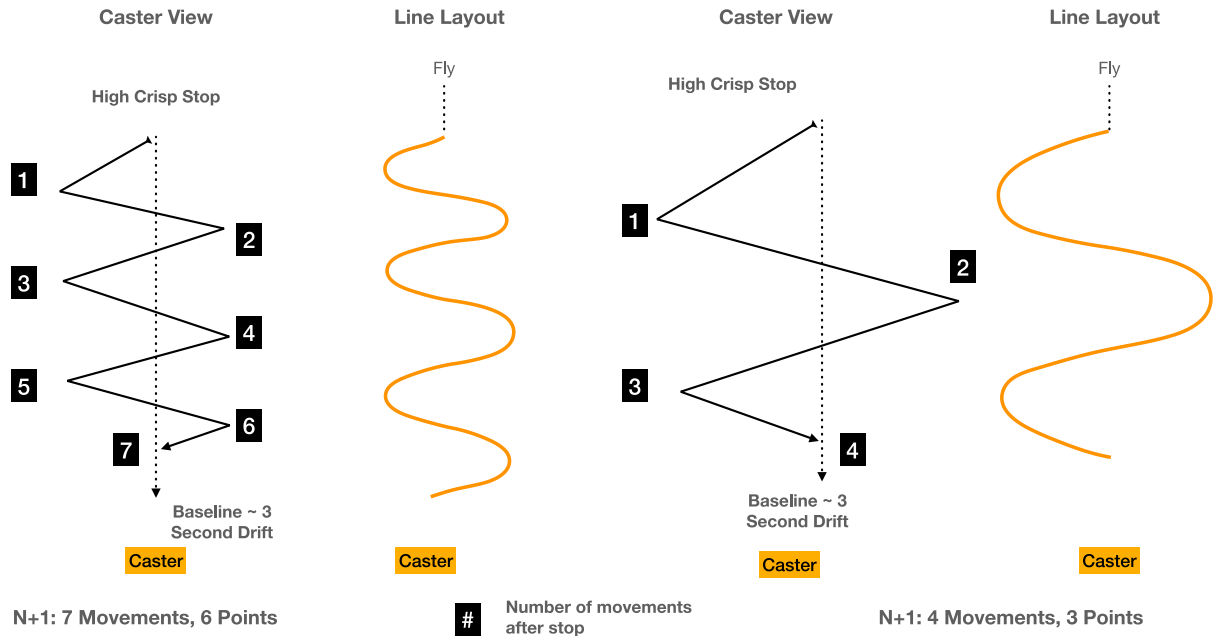 Caster View
Line Layout
Caster View
Line Layout
Fly
Fly
High Crisp Stop
High Crisp Stop
1
2
3
4
5
6
7
1
2
3
4
Baseline ~ 3
Second Drift
Baseline ~ 3
Second Drift
Caster
Caster
Caster
Caster
N+1: 7 Movements, 6 Points
#
Number of movements
after stop
N+1: 4 Movements, 3 Points